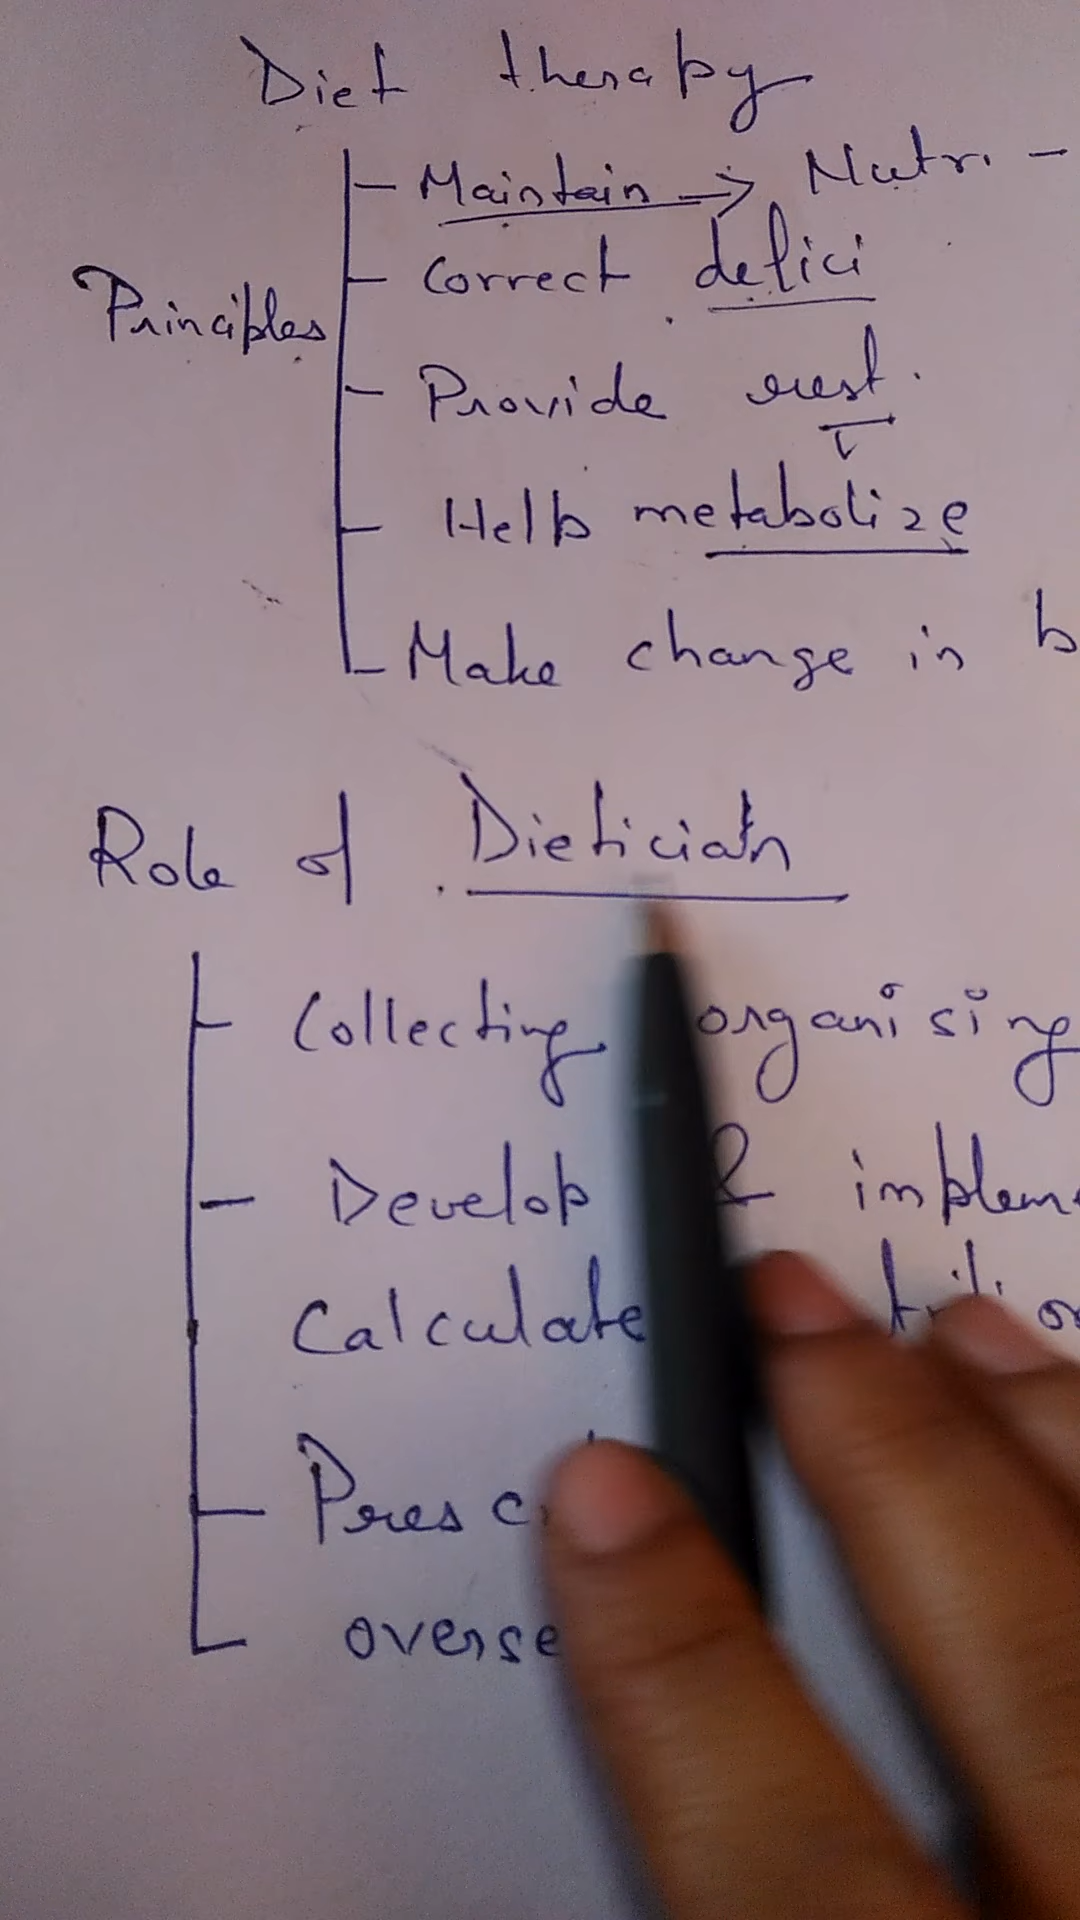 Diet therapy
Maintain → Nutri -
Correct defici
Principles
Provide rest.
Help metabolize
Make change in b
Role of Dietician
Collecting organising
Develop & implem
Calculate
Presc
overse